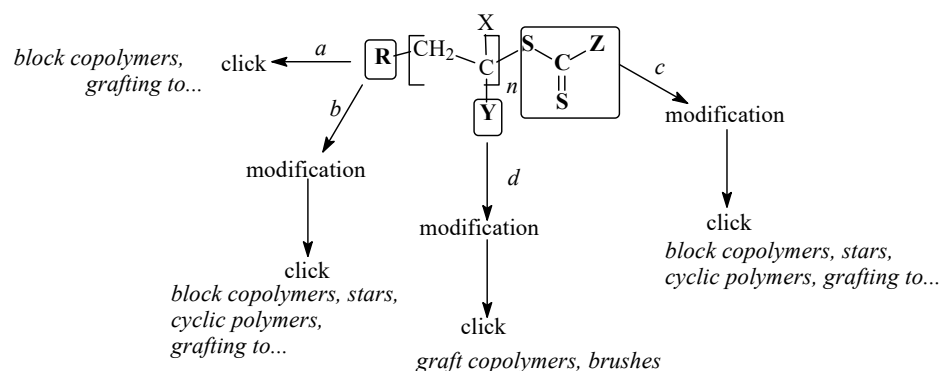 X
block copolymers,
grafting to...
click
a
R
CH2
C
n
S
C
Z
S
Y
c
b
modification
modification
d
modification
click
click
click
block copolymers, stars,
cyclic polymers, grafting to...
block copolymers, stars,
cyclic polymers,
grafting to...
graft copolymers, brushes